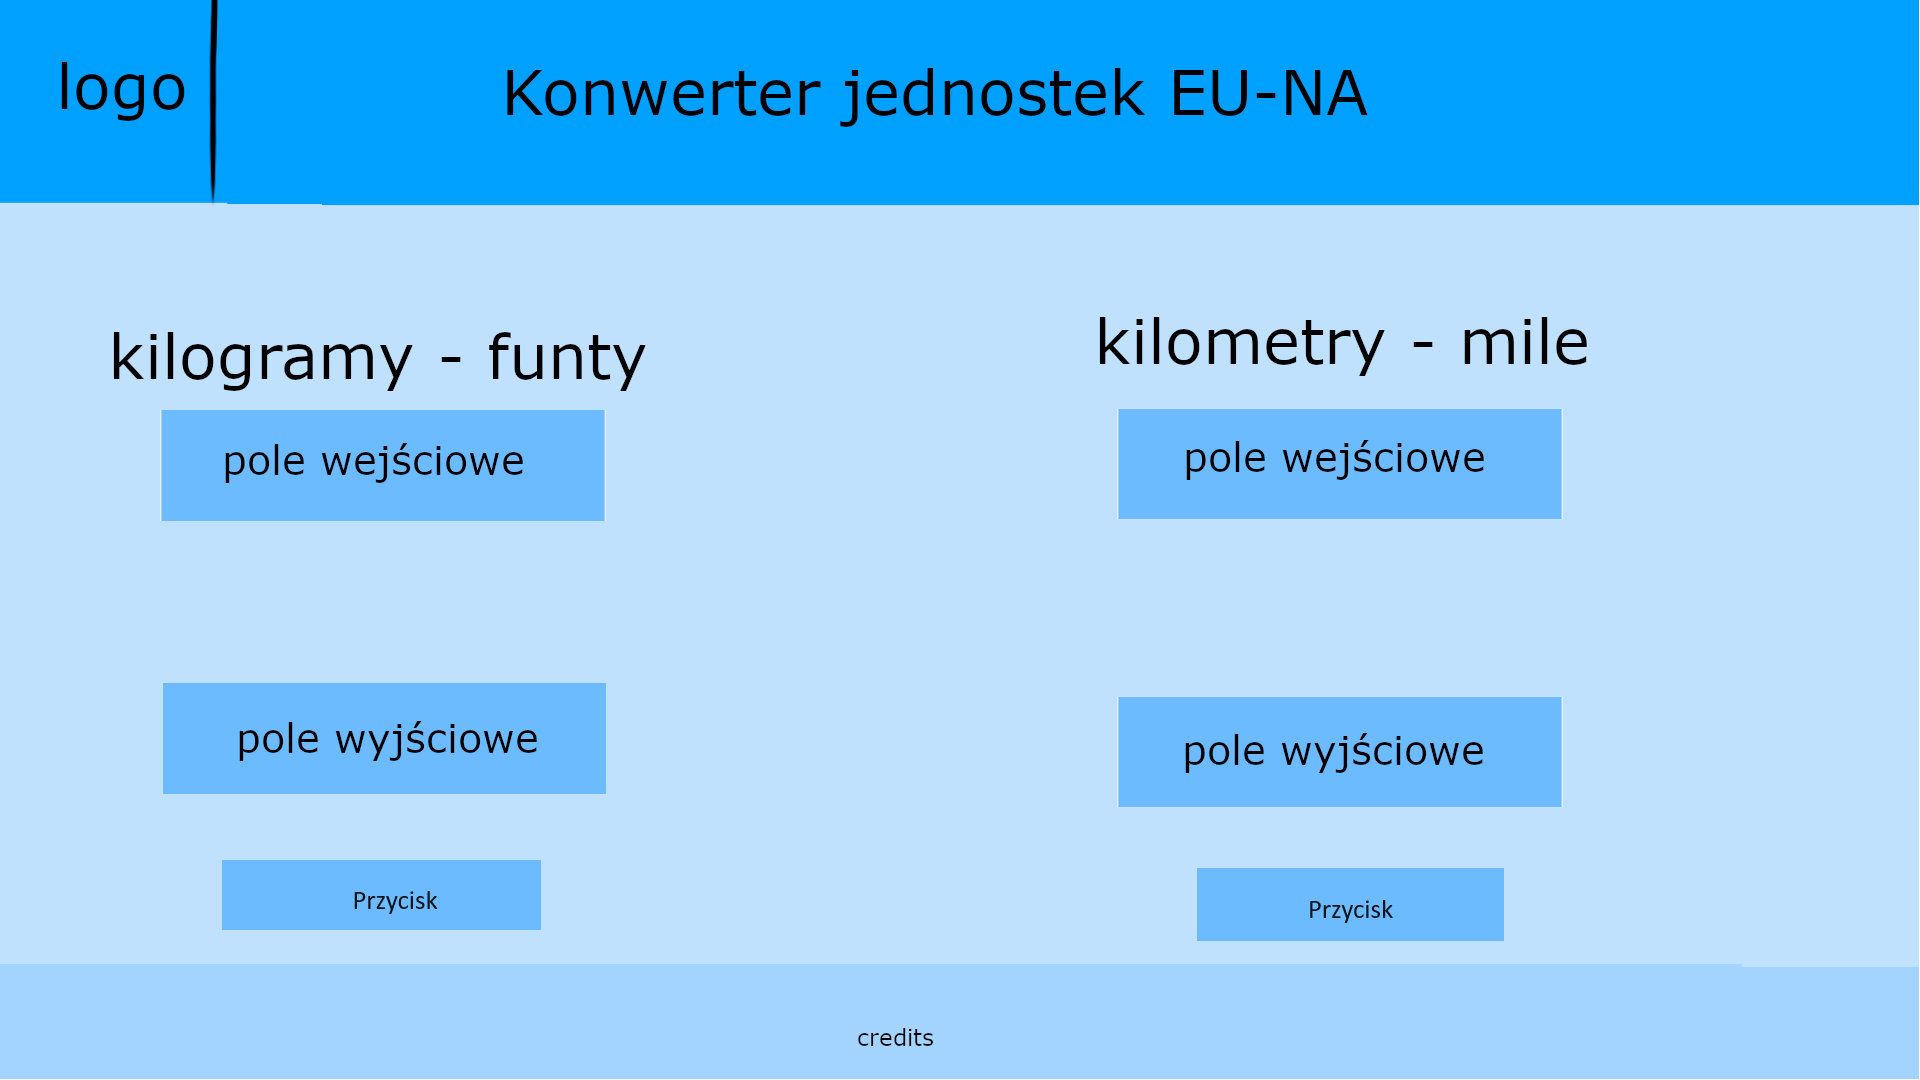 logo
Konwerter jednostek EU-NA
kilogramy - funty
pole wejściowe
pole wyjściowe
Przycisk
kilometry - mile
pole wejściowe
pole wyjściowe
Przycisk
credits